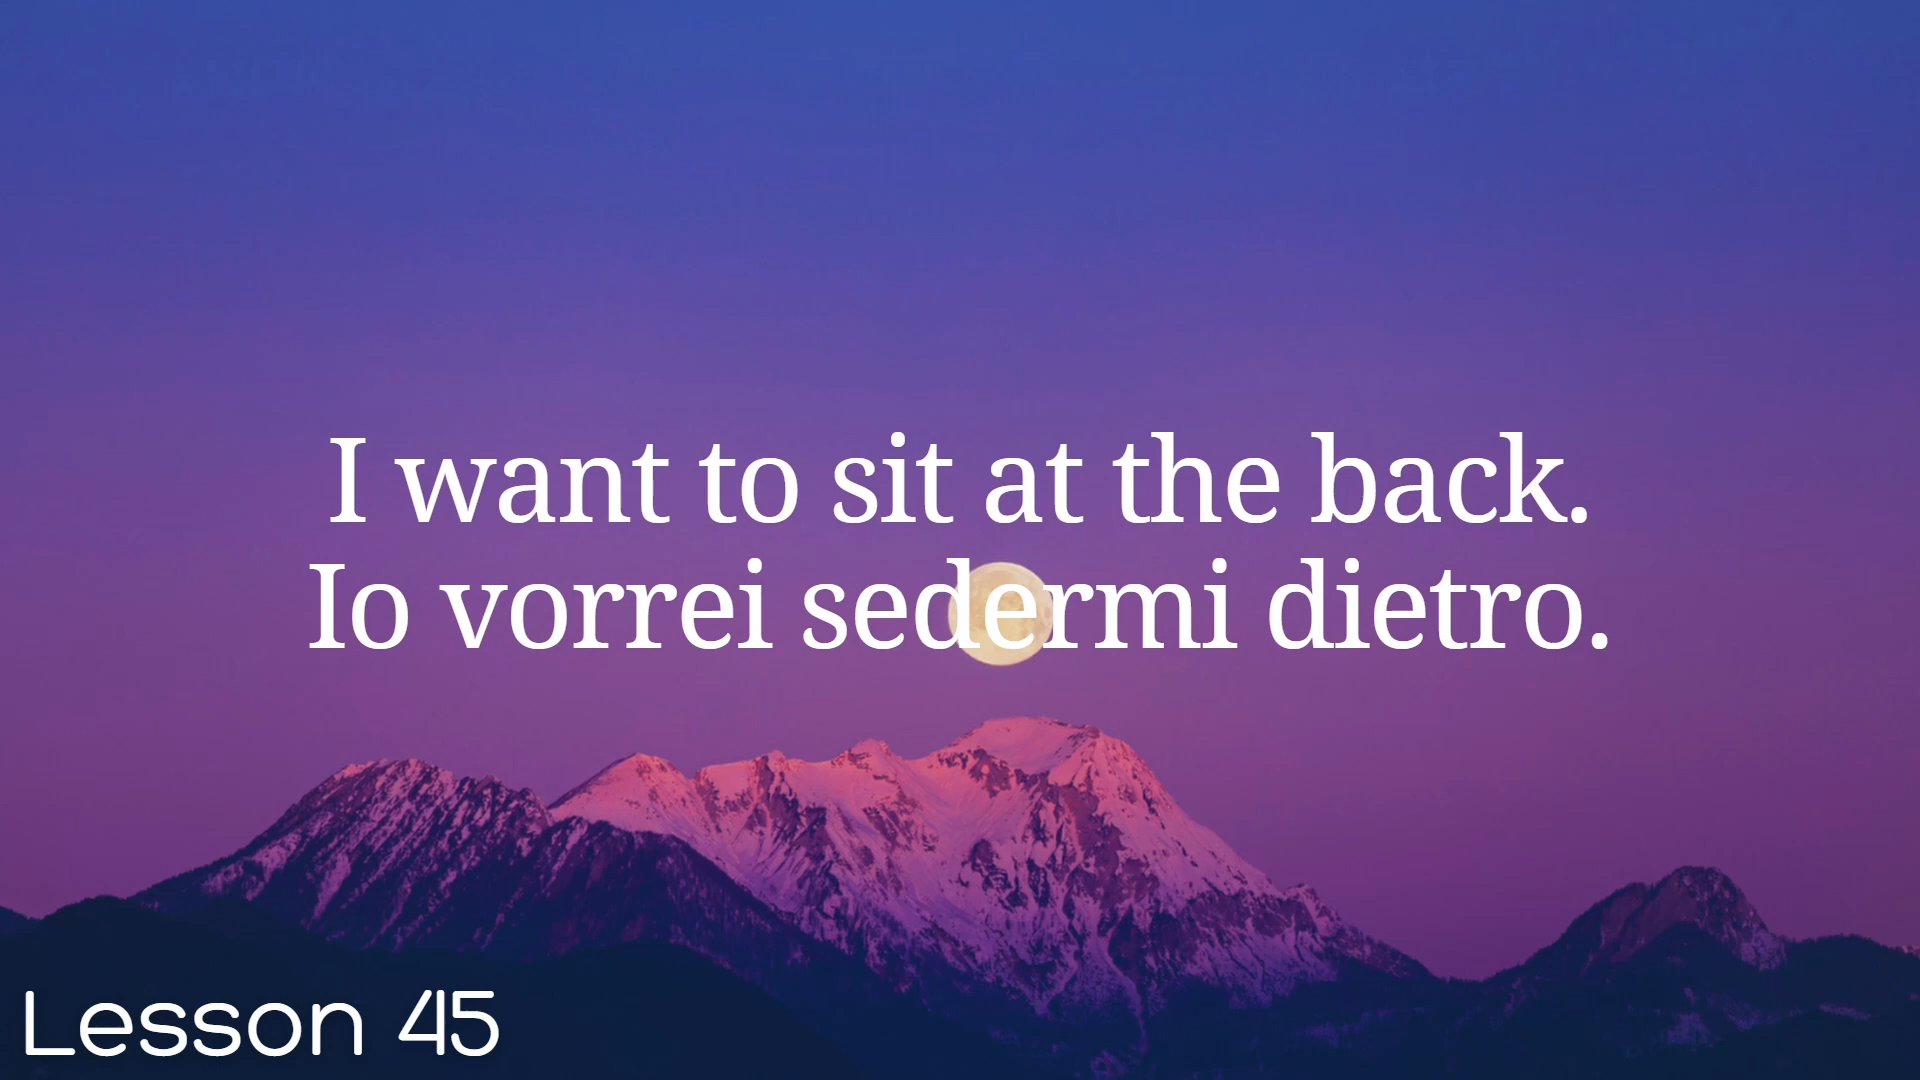 I want to sit at the back.
Io vorrei sedermi dietro.
Lesson 45